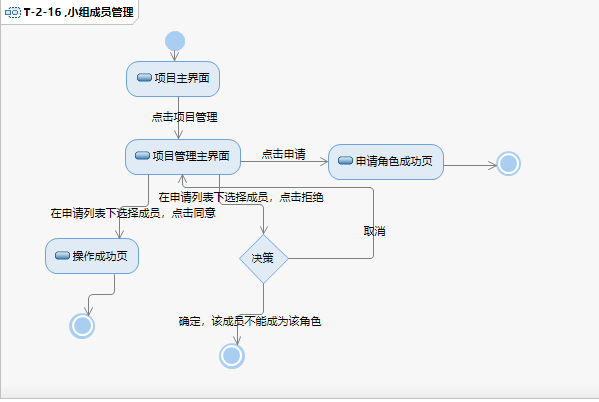 T-2-16 ,小组成员管理
项目主界面
点击项目管理
项目管理主界面
点击申请
申请角色成功页
在申请列表下选择成员，点击拒绝
在申请列表下选择成员，点击同意
取消
操作成功页
决策
确定，该成员不能成为该角色